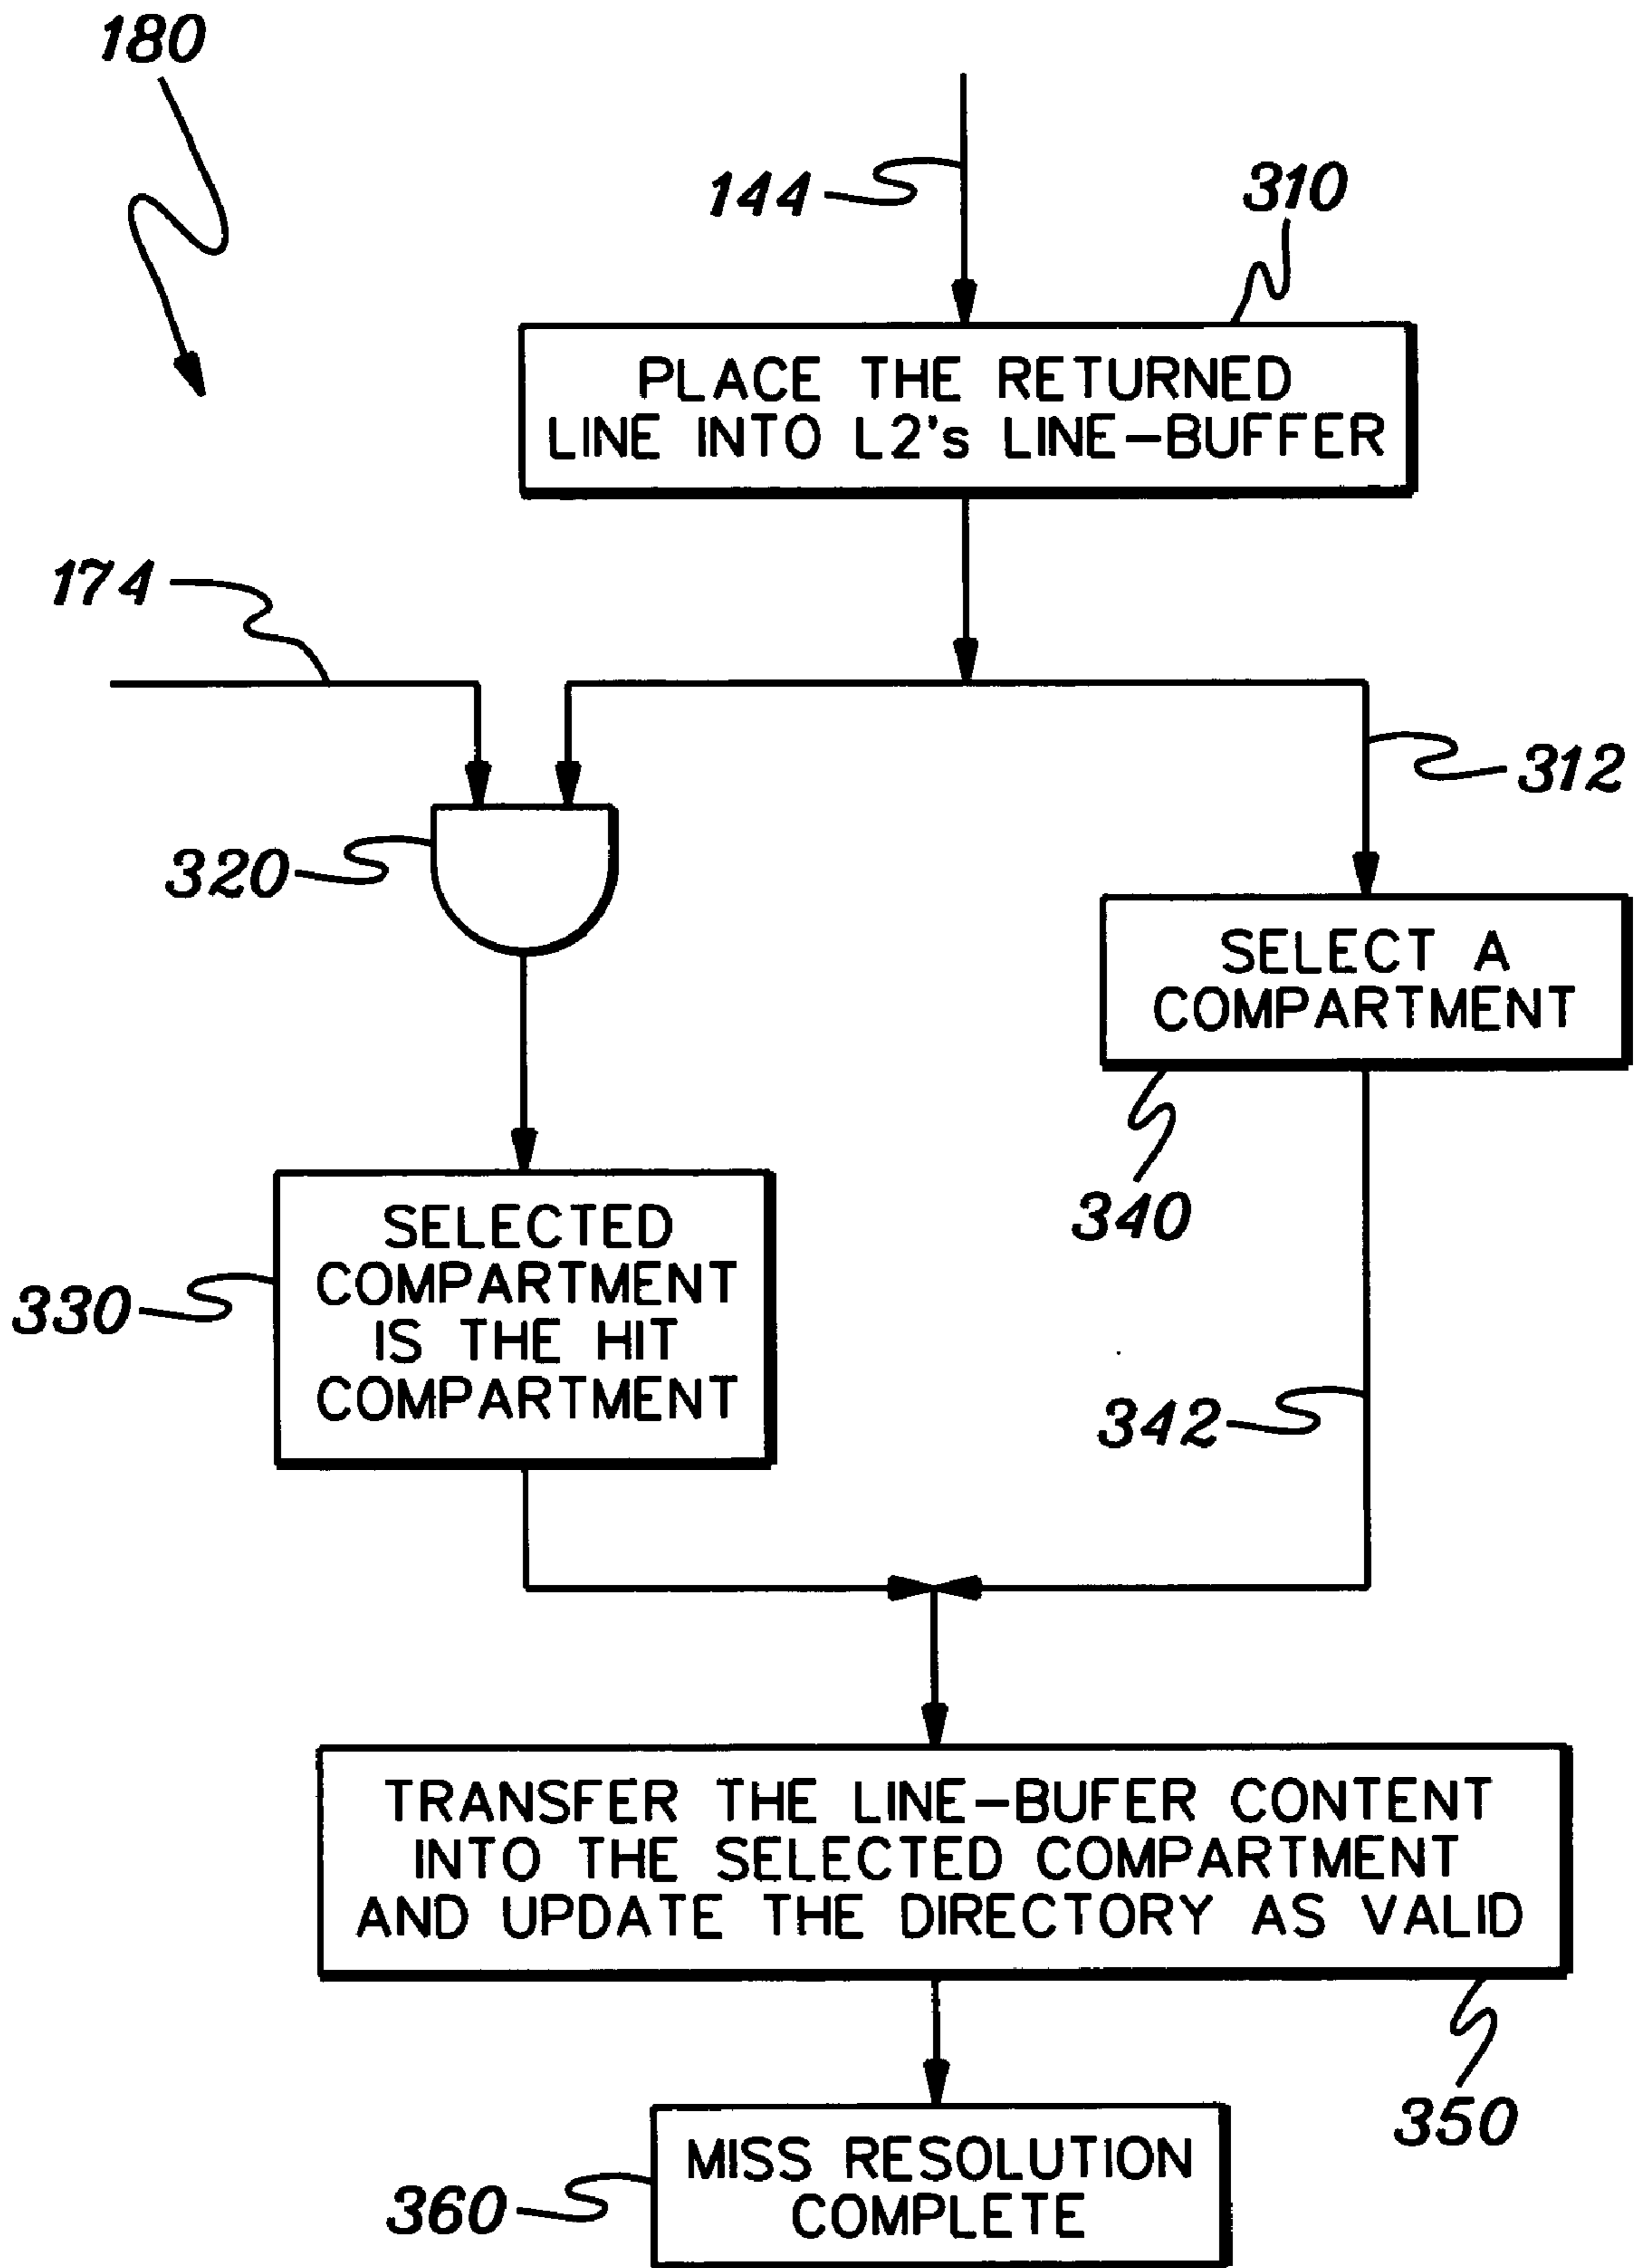 180
144
310
PLACE THE RETURNED
LINE INTO L2's LINE-BUFFER
174
312
320
SELECT A
COMPARTMENT
340
SELECTED
COMPARTMENT
IS THE HIT
COMPARTMENT
330
342
TRANSFER THE LINE-BUFER CONTENT
INTO THE SELECTED COMPARTMENT
AND UPDATE THE DIRECTORY AS VALID
350
MISS RESOLUTION
COMPLETE
360